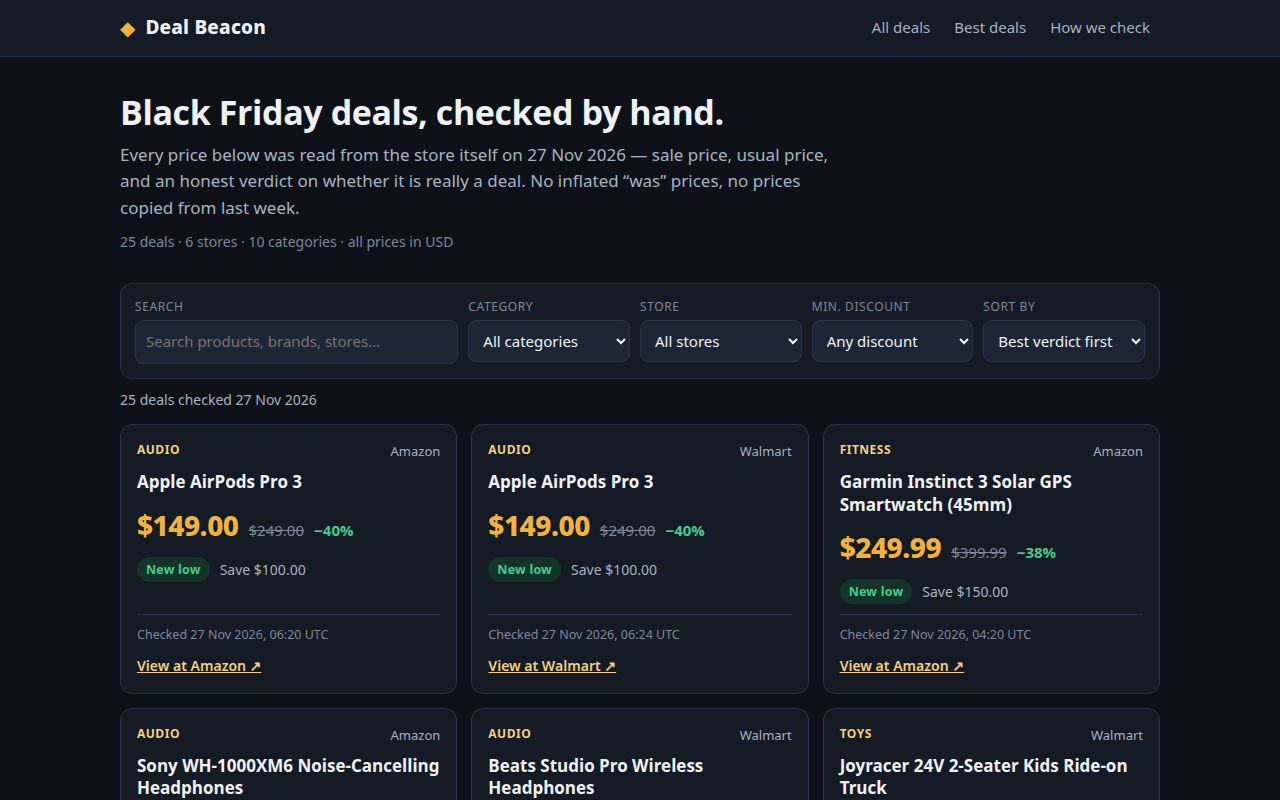 ◆ Deal Beacon
All deals Best deals How we check
Black Friday deals, checked by hand.
Every price below was read from the store itself on 27 Nov 2026 — sale price, usual price,
and an honest verdict on whether it is really a deal. No inflated “was” prices, no prices
copied from last week.
25 deals · 6 stores · 10 categories · all prices in USD
SEARCH CATEGORY STORE MIN. DISCOUNT SORT BY
Search products, brands, stores... All categories All stores Any discount Best verdict first
25 deals checked 27 Nov 2026
AUDIO Amazon
Apple AirPods Pro 3
$149.00 $249.00 −40%
New low Save $100.00
Checked 27 Nov 2026, 06:20 UTC
View at Amazon ↗
AUDIO Walmart
Apple AirPods Pro 3
$149.00 $249.00 −40%
New low Save $100.00
Checked 27 Nov 2026, 06:24 UTC
View at Walmart ↗
FITNESS Amazon
Garmin Instinct 3 Solar GPS
Smartwatch (45mm)
$249.99 $399.99 −38%
New low Save $150.00
Checked 27 Nov 2026, 04:20 UTC
View at Amazon ↗
AUDIO Amazon
Sony WH-1000XM6 Noise-Cancelling
Headphones
AUDIO Walmart
Beats Studio Pro Wireless
Headphones
TOYS Walmart
Joyracer 24V 2-Seater Kids Ride-on
Truck